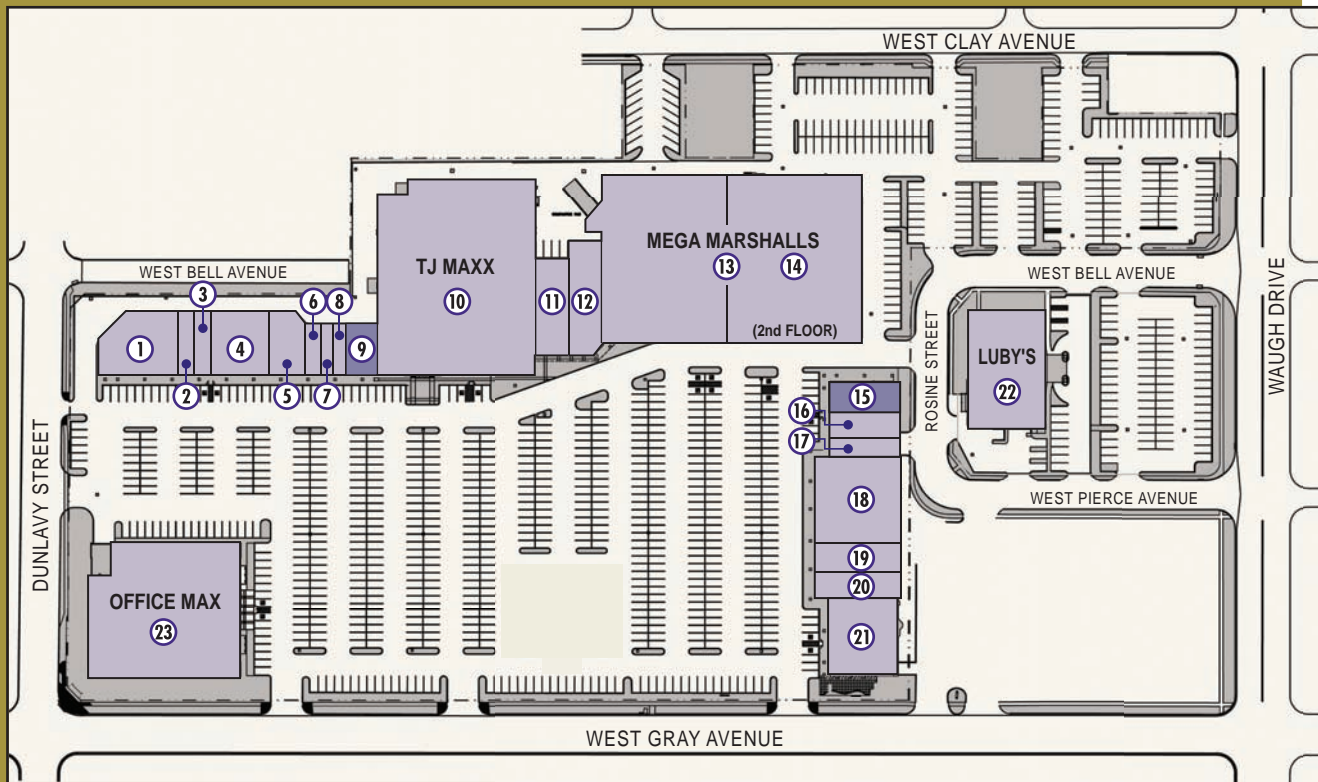 WEST CLAY AVENUE
WEST BELL AVENUE
3
6
8
TJ MAXX
10
11
12
MEGA MARSHALLS
13
14
(2nd FLOOR)
WEST BELL AVENUE
1
4
9
2
5
7
ROSINE STREET
LUBY'S
22
WAUGH DRIVE
15
16
17
18
19
20
21
WEST PIERCE AVENUE
DUNLAVY STREET
OFFICE MAX
23
WEST GRAY AVENUE